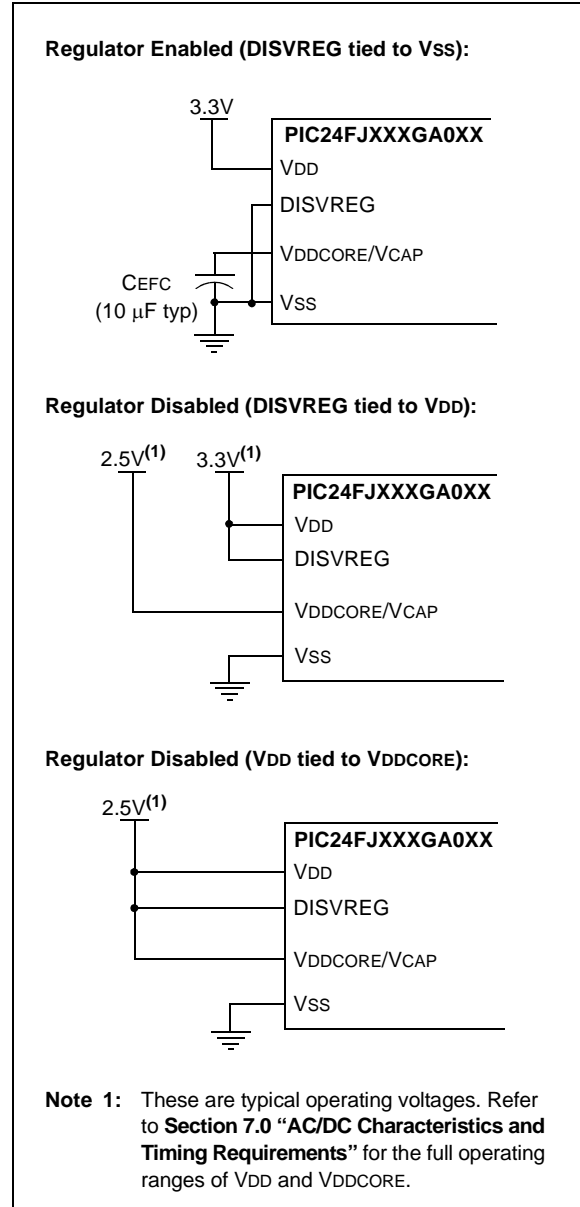 Regulator Enabled (DISVREG tied to VSS):
3.3V
PIC24FJXXXGA0XX
VDD
DISVREG
VDDCORE/VCAP
CEFC
(10 μF typ)
VSS
Regulator Disabled (DISVREG tied to VDD):
2.5V(1) 3.3V(1)
PIC24FJXXXGA0XX
VDD
DISVREG
VDDCORE/VCAP
VSS
Regulator Disabled (VDD tied to VDDCORE):
2.5V(1)
PIC24FJXXXGA0XX
VDD
DISVREG
VDDCORE/VCAP
VSS
Note 1: These are typical operating voltages. Refer
to Section 7.0 “AC/DC Characteristics and
Timing Requirements” for the full operating
ranges of VDD and VDDCORE.